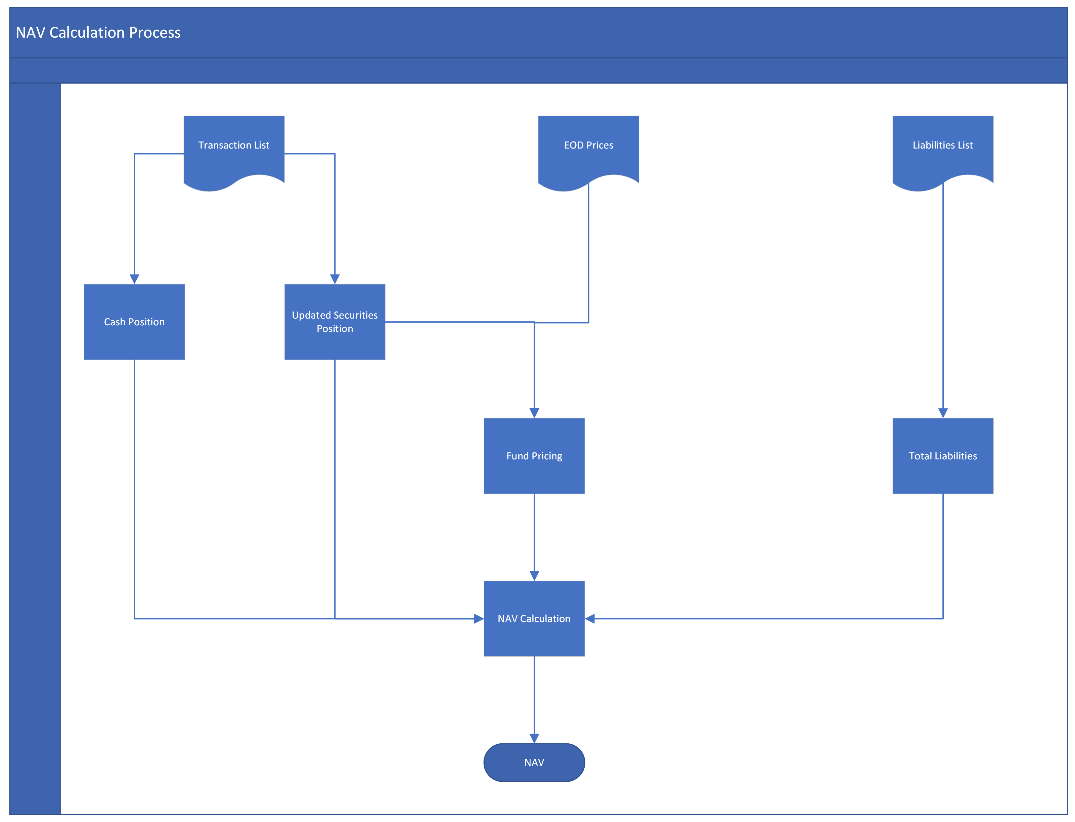 NAV Calculation Process
Transaction List
EOD Prices
Liabilities List
Cash Position
Updated Securities
Position
Fund Pricing
Total Liabilities
NAV Calculation
NAV